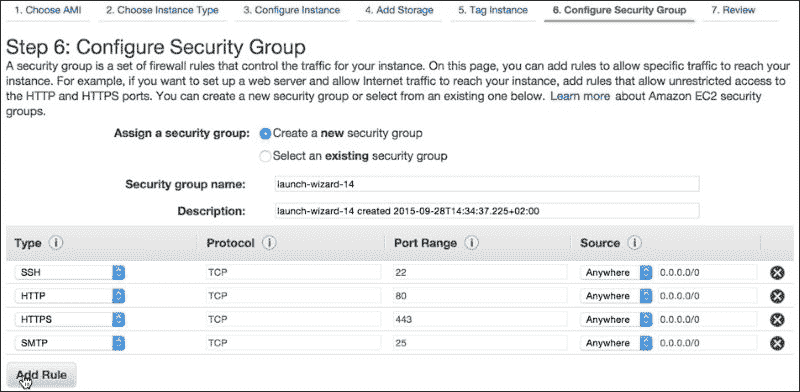 1. Choose AMI 2. Choose Instance Type 3. Configure Instance 4. Add Storage 5. Tag Instance 6. Configure Security Group 7. Review
Step 6: Configure Security Group
A security group is a set of firewall rules that control the traffic for your instance. On this page, you can add rules to allow specific traffic to reach your
instance. For example, if you want to set up a web server and allow Internet traffic to reach your instance, add rules that allow unrestricted access to
the HTTP and HTTPS ports. You can create a new security group or select from an existing one below. Learn more about Amazon EC2 security
groups.
Assign a security group: Create a new security group
Select an existing security group
Security group name: launch-wizard-14
Description: launch-wizard-14 created 2015-09-28T14:34:37.225+02:00
Type i Protocol i Port Range i Source i
SSH TCP 22 Anywhere 0.0.0.0/0
HTTP TCP 80 Anywhere 0.0.0.0/0
HTTPS TCP 443 Anywhere 0.0.0.0/0
SMTP TCP 25 Anywhere 0.0.0.0/0
Add Rule